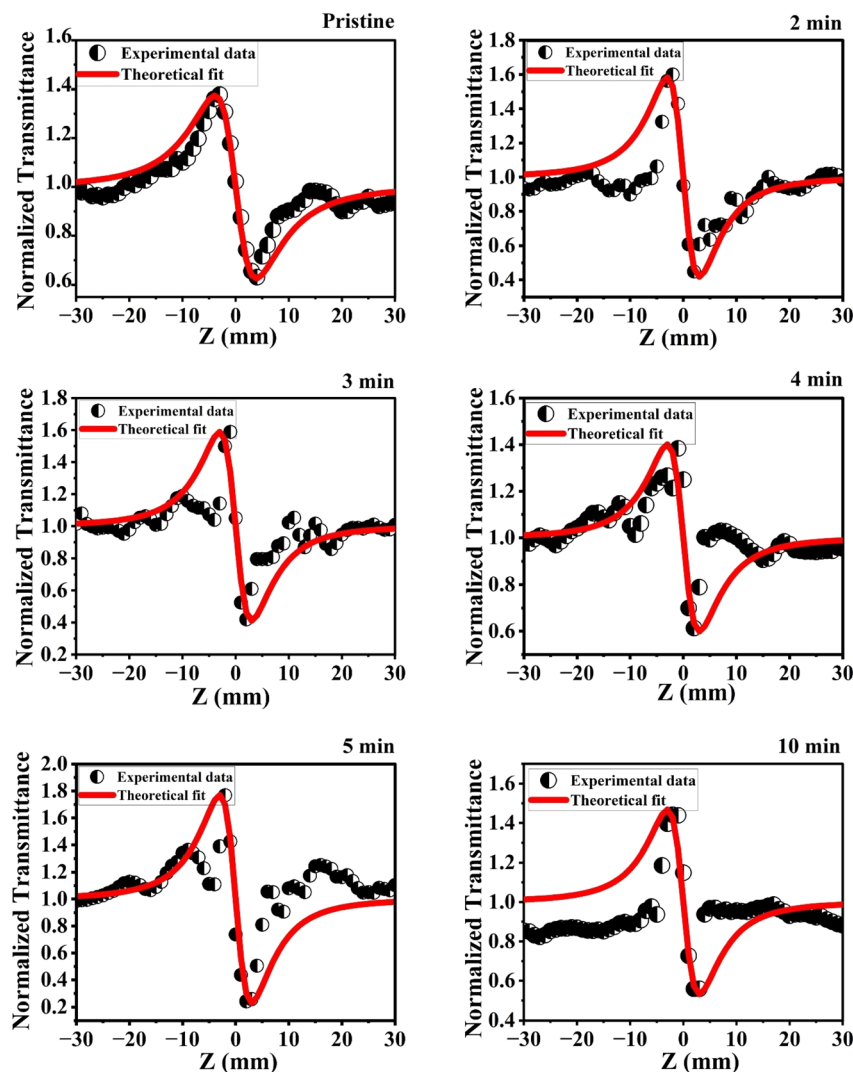 Pristine
Experimental data
Theoretical fit
Normalized Transmittance
1.6
1.4
1.2
1.0
0.8
0.6
−30 −20 −10 0 10 20 30
Z (mm)
2 min
Experimental data
Theoretical fit
Normalized Transmittance
1.8
1.6
1.4
1.2
1.0
0.8
0.6
0.4
−30 −20 −10 0 10 20 30
Z (mm)
3 min
Experimental data
Theoretical fit
Normalized Transmittance
1.8
1.6
1.4
1.2
1.0
0.8
0.6
0.4
0.2
−30 −20 −10 0 10 20 30
Z (mm)
4 min
Experimental data
Theoretical fit
Normalized Transmittance
1.6
1.4
1.2
1.0
0.8
0.6
−30 −20 −10 0 10 20 30
Z (mm)
5 min
Experimental data
Theoretical fit
Normalized Transmittance
2.0
1.8
1.6
1.4
1.2
1.0
0.8
0.6
0.4
0.2
−30 −20 −10 0 10 20 30
Z (mm)
10 min
Experimental data
Theoretical fit
Normalized Transmittance
1.6
1.4
1.2
1.0
0.8
0.6
0.4
−30 −20 −10 0 10 20 30
Z (mm)